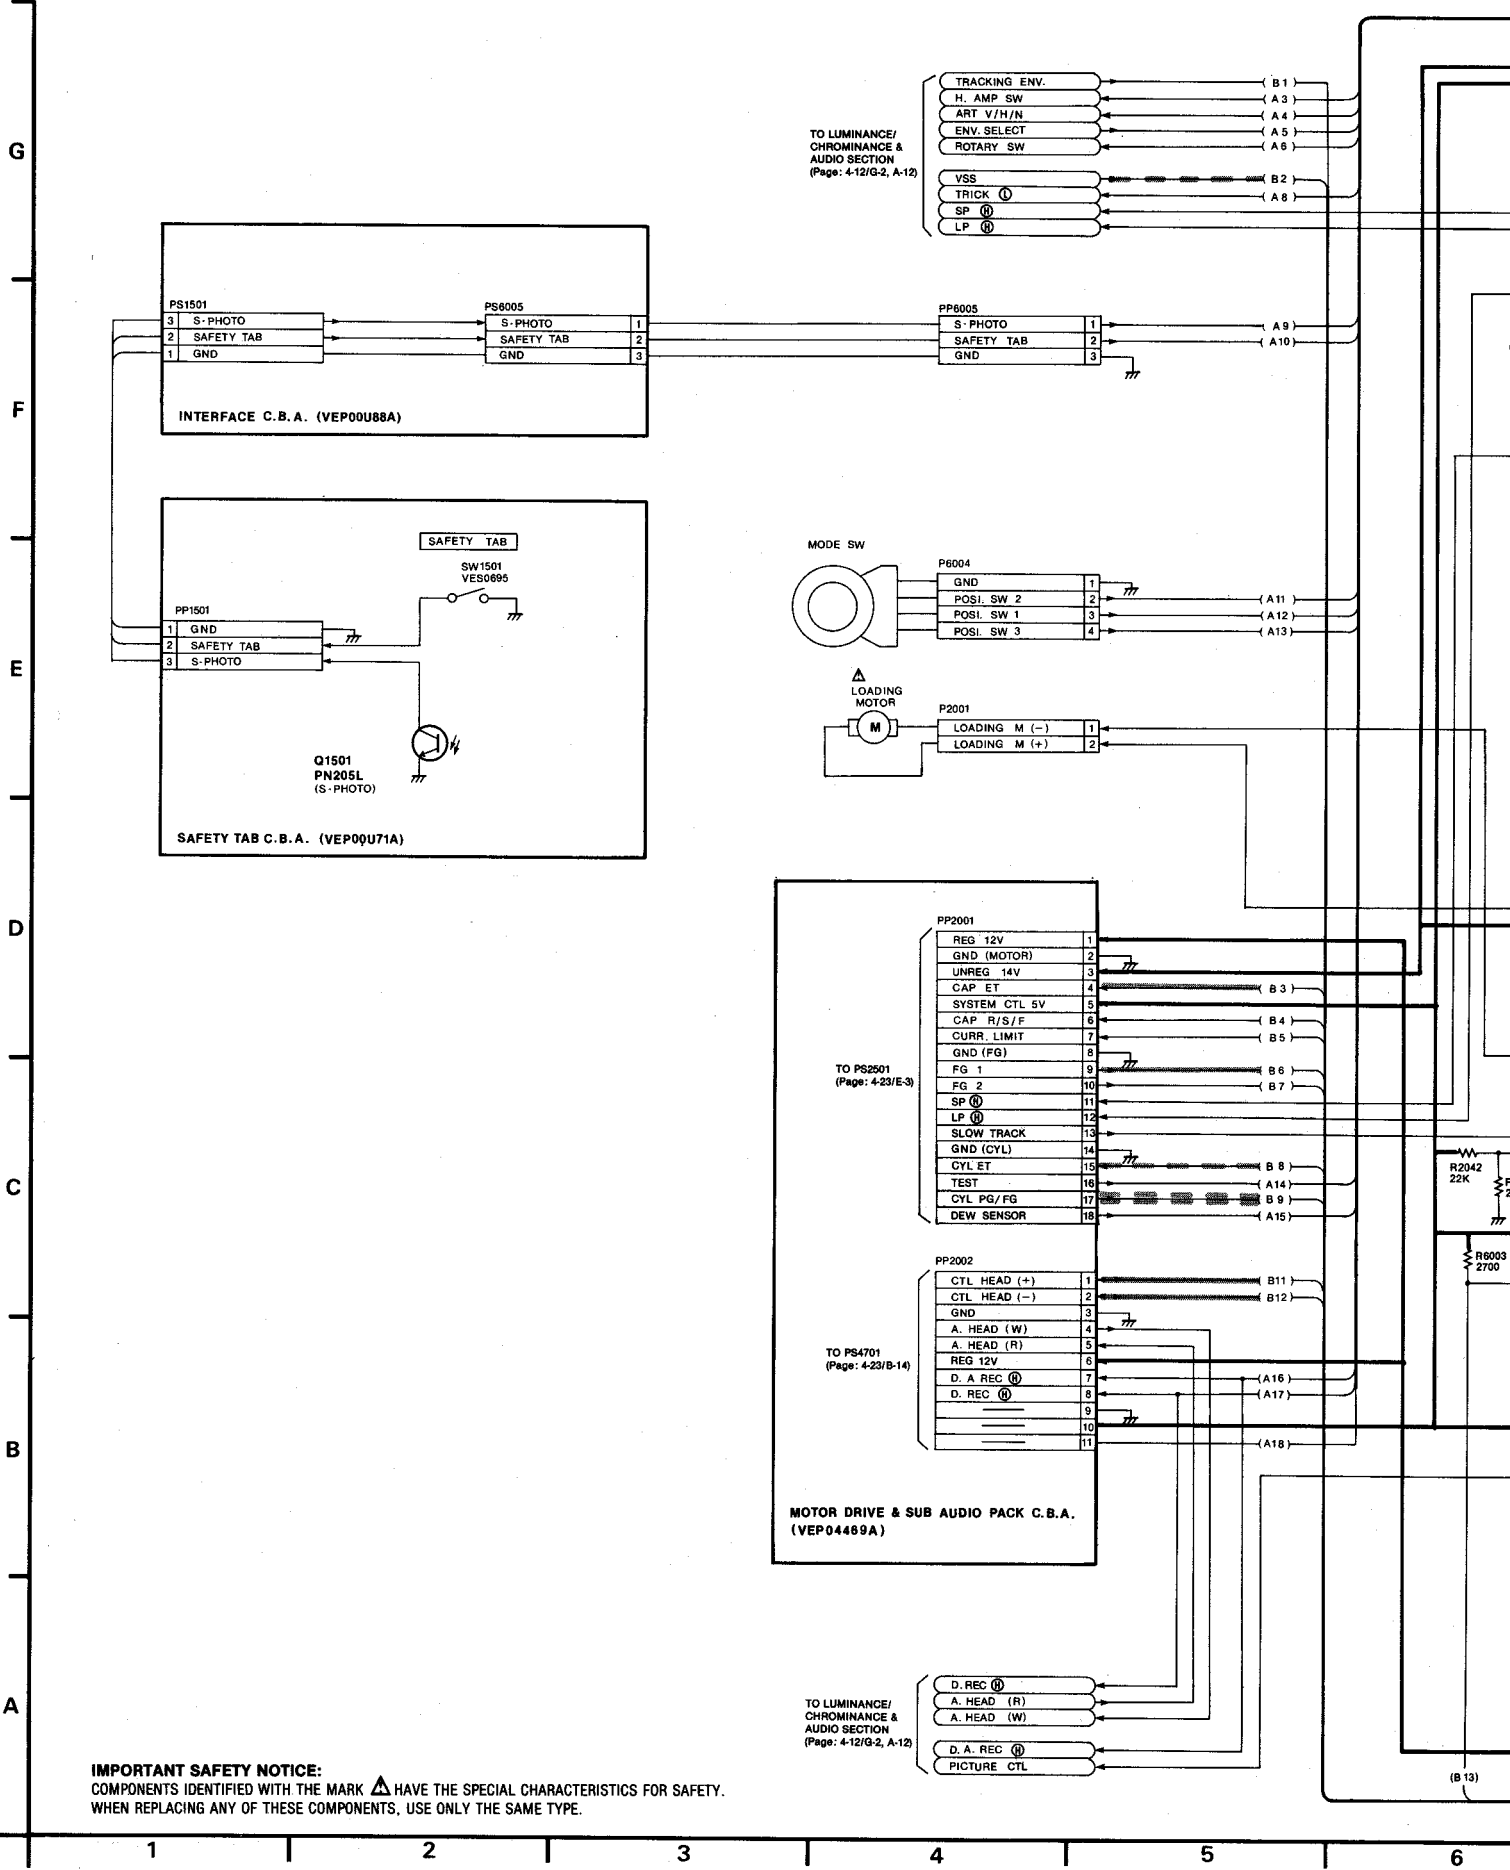 G
F
E
D
C
B
A
TO LUMINANCE/
CHROMINANCE &
AUDIO SECTION
(Page: 4-12/G-2, A-12)
TRACKING ENV. (B1)
H. AMP SW (A3)
ART V/H/N (A4)
ENV. SELECT (A5)
ROTARY SW (A6)
VSS (B2)
TRICK Ⓛ (A8)
SP Ⓗ
LP Ⓗ
PS1501
3 S-PHOTO
2 SAFETY TAB
1 GND
PS6005
S-PHOTO 1
SAFETY TAB 2
GND 3
PP6005
S-PHOTO 1 (A9)
SAFETY TAB 2 (A10)
GND 3
INTERFACE C.B.A. (VEP00U88A)
SAFETY TAB
SW1501
VES0695
PP1501
1 GND
2 SAFETY TAB
3 S-PHOTO
Q1501
PN205L
(S-PHOTO)
SAFETY TAB C.B.A. (VEP00U71A)
MODE SW
P6004
GND 1
POSI. SW 2 2 (A11)
POSI. SW 1 3 (A12)
POSI. SW 3 4 (A13)
LOADING
MOTOR
M
P2001
LOADING M (-) 1
LOADING M (+) 2
TO PS2501
(Page: 4-23/E-3)
PP2001
REG 12V 1
GND (MOTOR) 2
UNREG 14V 3
CAP ET 4 (B3)
SYSTEM CTL 5V 5
CAP R/S/F 6 (B4)
CURR. LIMIT 7 (B5)
GND (FG) 8
FG 1 9 (B6)
FG 2 10 (B7)
SP Ⓗ 11
LP Ⓗ 12
SLOW TRACK 13
GND (CYL) 14
CYL ET 15 (B8)
TEST 16 (A14)
CYL PG/FG 17 (B9)
DEW SENSOR 18 (A15)
R2042
22K
R6003
2700
TO PS4701
(Page: 4-23/B-14)
PP2002
CTL HEAD (+) 1 (B11)
CTL HEAD (-) 2 (B12)
GND 3
A. HEAD (W) 4
A. HEAD (R) 5
REG 12V 6
D. A REC Ⓗ 7 (A16)
D. REC Ⓗ 8 (A17)
9
10
11 (A18)
MOTOR DRIVE & SUB AUDIO PACK C.B.A.
(VEP04469A)
TO LUMINANCE/
CHROMINANCE &
AUDIO SECTION
(Page: 4-12/G-2, A-12)
D. REC Ⓗ
A. HEAD (R)
A. HEAD (W)
D. A. REC Ⓗ
PICTURE CTL
(B13)
IMPORTANT SAFETY NOTICE:
COMPONENTS IDENTIFIED WITH THE MARK ⚠ HAVE THE SPECIAL CHARACTERISTICS FOR SAFETY.
WHEN REPLACING ANY OF THESE COMPONENTS, USE ONLY THE SAME TYPE.
1 2 3 4 5 6